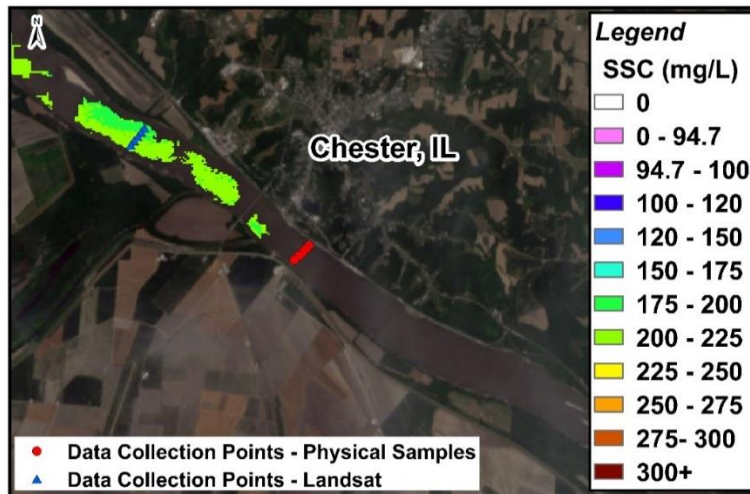 N
Legend
SSC (mg/L)
0
0 - 94.7
94.7 - 100
100 - 120
120 - 150
150 - 175
175 - 200
200 - 225
225 - 250
250 - 275
275- 300
300+
Chester, IL
Data Collection Points - Physical Samples
Data Collection Points - Landsat